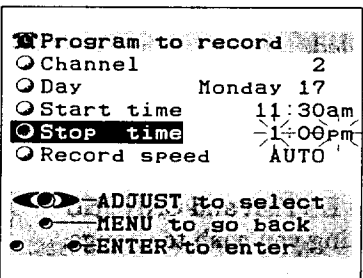 Program to record
Channel 2
Day Monday 17
Start time 11:30am
Stop time 1:00pm
Record speed AUTO
ADJUST to select
MENU to go back
ENTER to enter